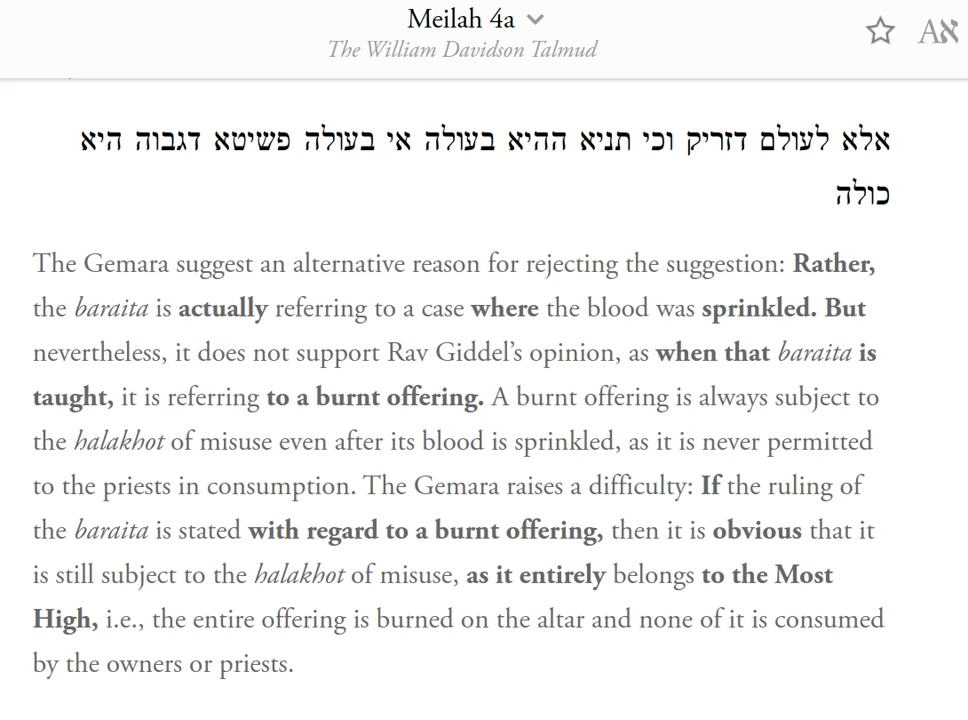 Meilah 4a
The William Davidson Talmud
Aא
אלא לעולם דזריק וכי תניא ההיא בעולה אי בעולה פשיטא דגבוה היא
כולה
The Gemara suggest an alternative reason for rejecting the suggestion: Rather,
the baraita is actually referring to a case where the blood was sprinkled. But
nevertheless, it does not support Rav Giddel’s opinion, as when that baraita is
taught, it is referring to a burnt offering. A burnt offering is always subject to
the halakhot of misuse even after its blood is sprinkled, as it is never permitted
to the priests in consumption. The Gemara raises a difficulty: If the ruling of
the baraita is stated with regard to a burnt offering, then it is obvious that it
is still subject to the halakhot of misuse, as it entirely belongs to the Most
High, i.e., the entire offering is burned on the altar and none of it is consumed
by the owners or priests.